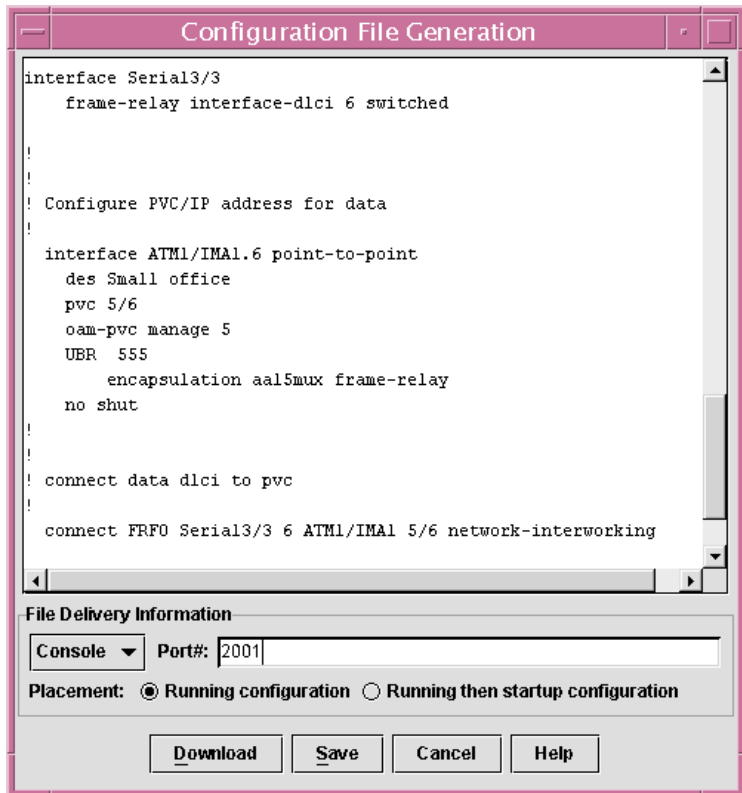 Configuration File Generation
interface Serial3/3
frame-relay interface-dlci 6 switched
!
!
! Configure PVC/IP address for data
!
interface ATM1/IMA1.6 point-to-point
des Small office
pvc 5/6
oam-pvc manage 5
UBR  555
encapsulation aal5mux frame-relay
no shut
!
!
! connect data dlci to pvc
!
connect FRF0 Serial3/3 6 ATM1/IMA1 5/6 network-interworking
File Delivery Information
Console Port#: 2001
Placement: Running configuration Running then startup configuration
Download Save Cancel Help